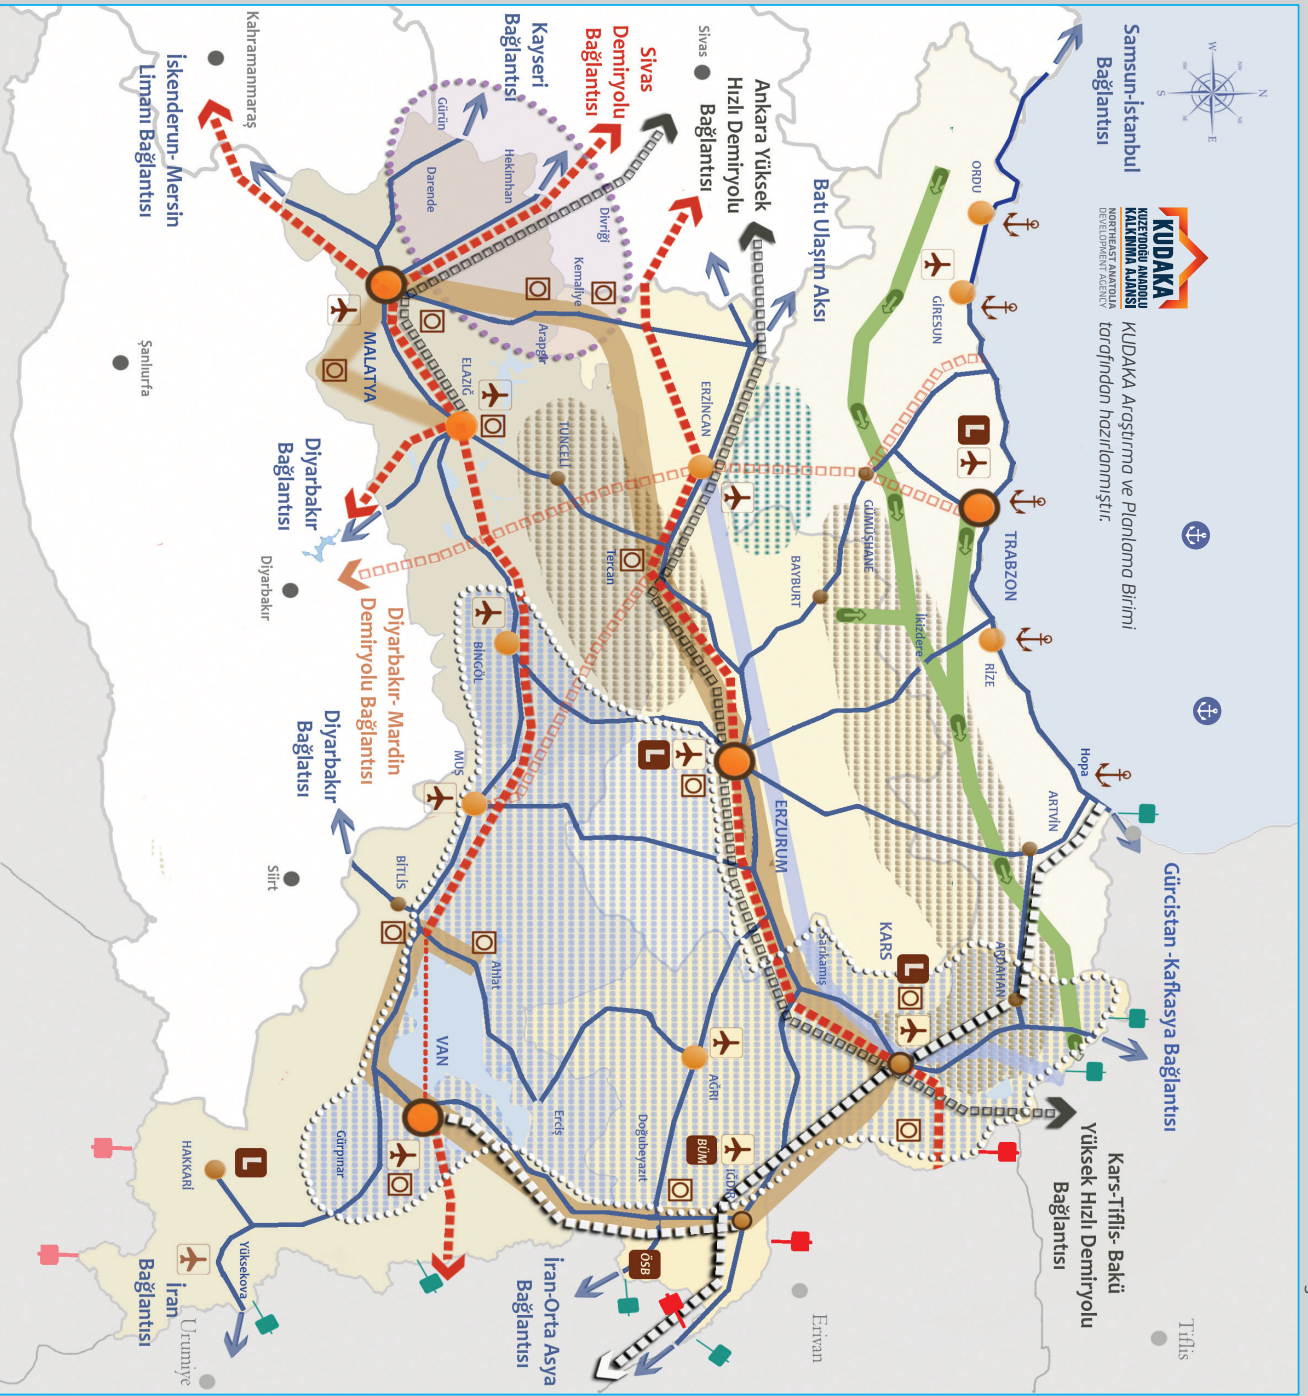 Samsun-İstanbul
Bağlantısı
N
NE
E
SE
S
SW
W
NW
KUDAKA
KUZEYDOĞU ANADOLU
KALKINMA AJANSI
NORTHEAST ANATOLIA
DEVELOPMENT AGENCY
KUDAKA Araştırma ve Planlama Birimi
tarafından hazırlanmıştır.
Gürcistan -Kafkasya Bağlantısı
Tiflis
Kars-Tiflis- Bakü
Yüksek Hızlı Demiryolu
Bağlantısı
ORDU
GİRESUN
TRABZON
RİZE
Hopa
ARTVİN
L
İkizdere
GÜMÜŞHANE
BAYBURT
ARDAHAN
KARS
L
Sarıkamış
Batı Ulaşım Aksı
Ankara Yüksek
Hızlı Demiryolu
Bağlantısı
Sivas
Sivas
Demiryolu
Bağlantısı
Kayseri
Bağlantısı
ERZİNCAN
ERZURUM
L
Tercan
TUNCELİ
AĞRI
IĞDIR
BÜM
Doğubeyazıt
ÖSB
Erivan
Divriği
Kemaliye
Hekimhan
Arapgir
Gürün
Darende
MALATYA
ELAZIĞ
BİNGÖL
MUŞ
BİTLİS
Ahlat
VAN
Erciş
Gürpınar
İran-Orta Asya
Bağlantısı
Kahramanmaraş
İskenderun- Mersin
Limanı Bağlantısı
Şanlıurfa
Diyarbakır
Bağlantısı
Diyarbakır
Diyarbakır- Mardin
Demiryolu Bağlantısı
Diyarbakır
Bağlatısı
Siirt
HAKKARİ
L
Yüksekova
İran
Bağlantısı
Urumiye